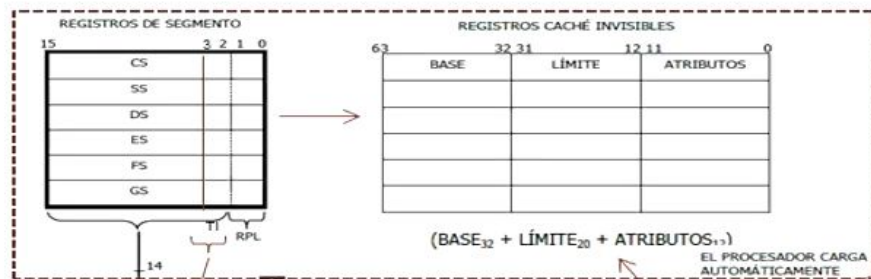 REGISTROS DE SEGMENTO
REGISTROS CACHÉ INVISIBLES
15 3 2 1 0
63 32 31 12 11 0
CS
SS
DS
ES
FS
GS
BASE LÍMITE ATRIBUTOS
TI RPL
14
(BASE32 + LÍMITE20 + ATRIBUTOS12)
EL PROCESADOR CARGA
AUTOMÁTICAMENTE